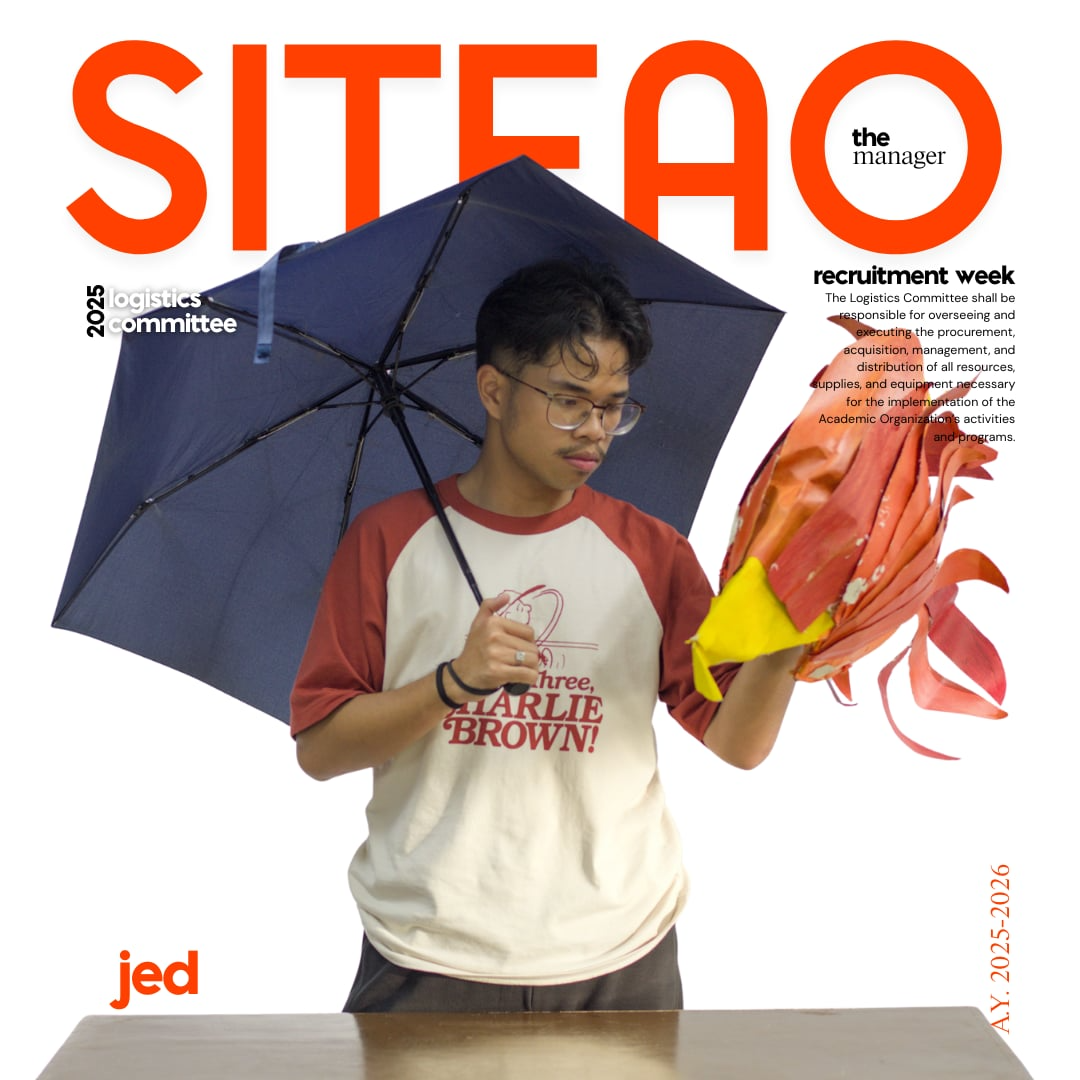 SITEAO
the
manager
2025
logistics
committee
recruitment week
The Logistics Committee shall be
responsible for overseeing and
executing the procurement,
acquisition, management, and
distribution of all resources,
supplies, and equipment necessary
for the implementation of the
Academic Organization's activities
and programs.
Three,
CHARLIE
BROWN!
jed
A.Y. 2025-2026